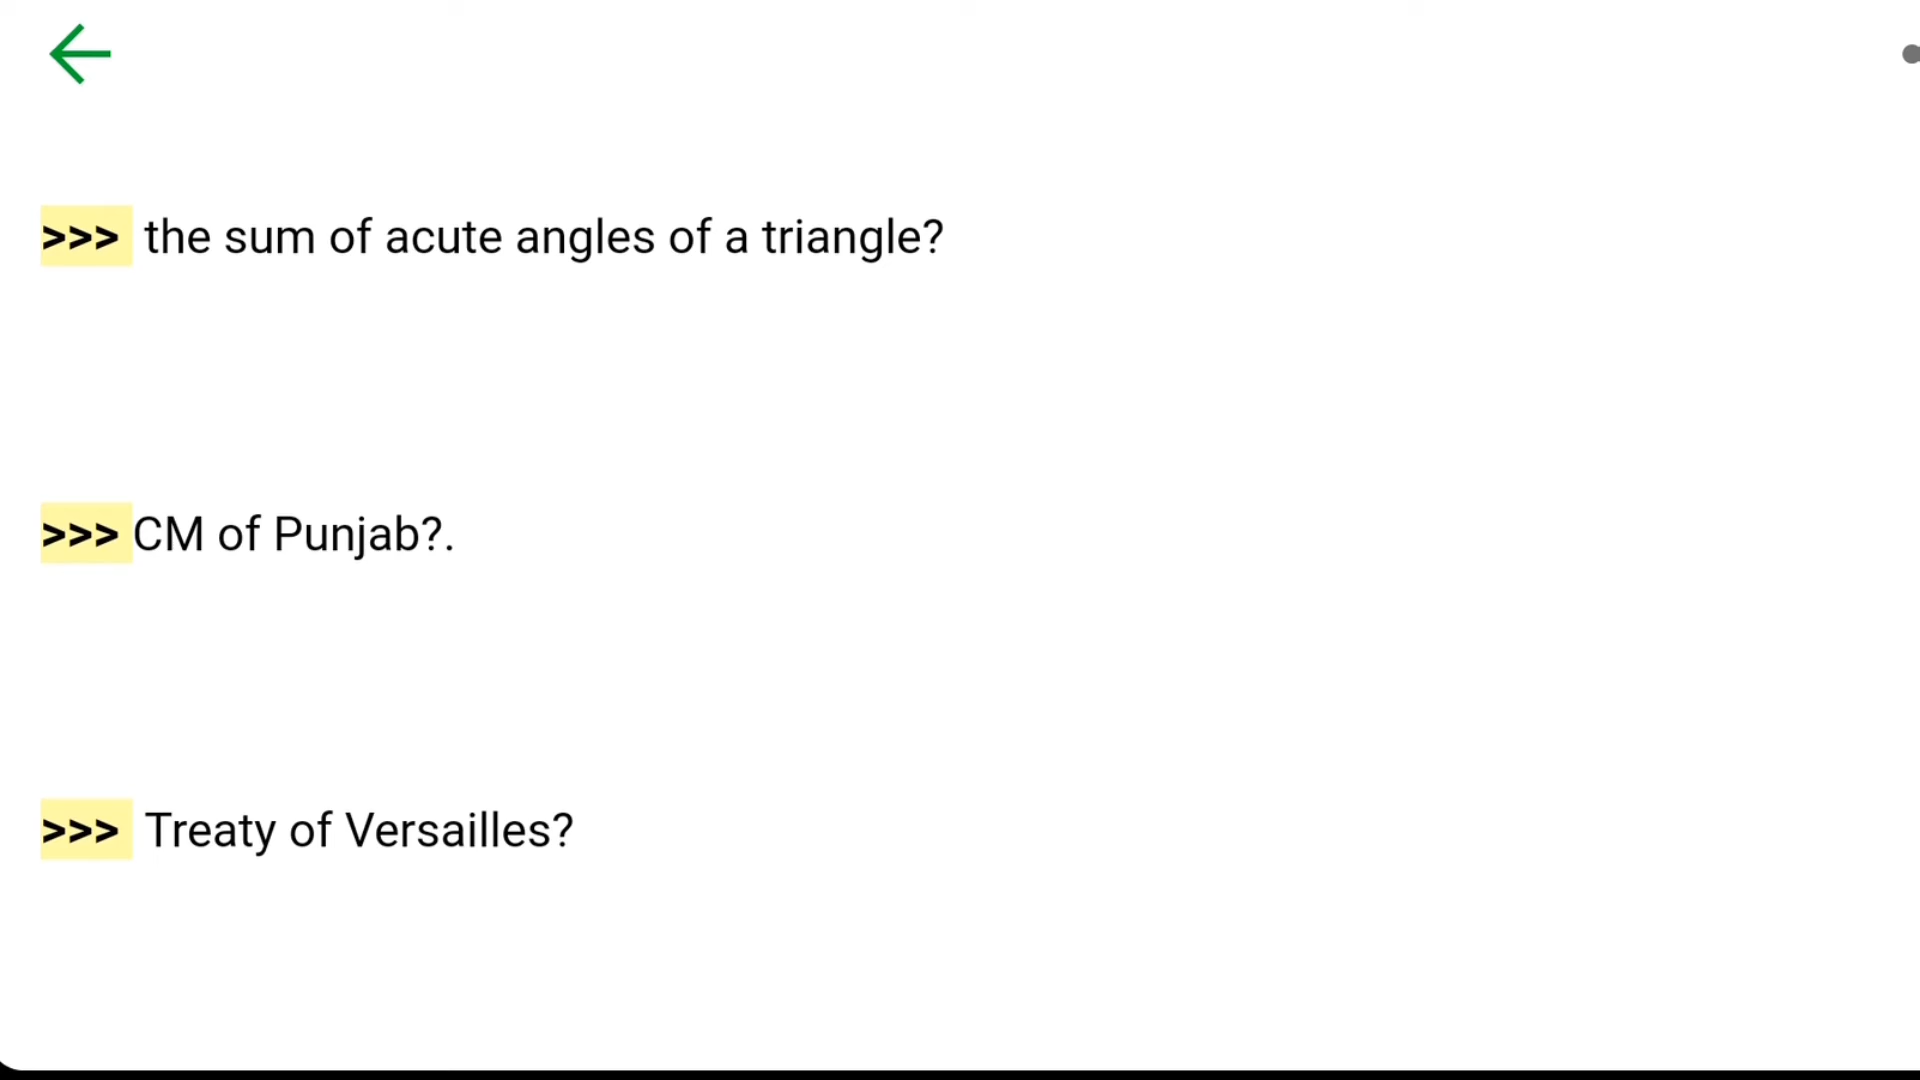 >>> the sum of acute angles of a triangle?
>>> CM of Punjab?.
>>> Treaty of Versailles?